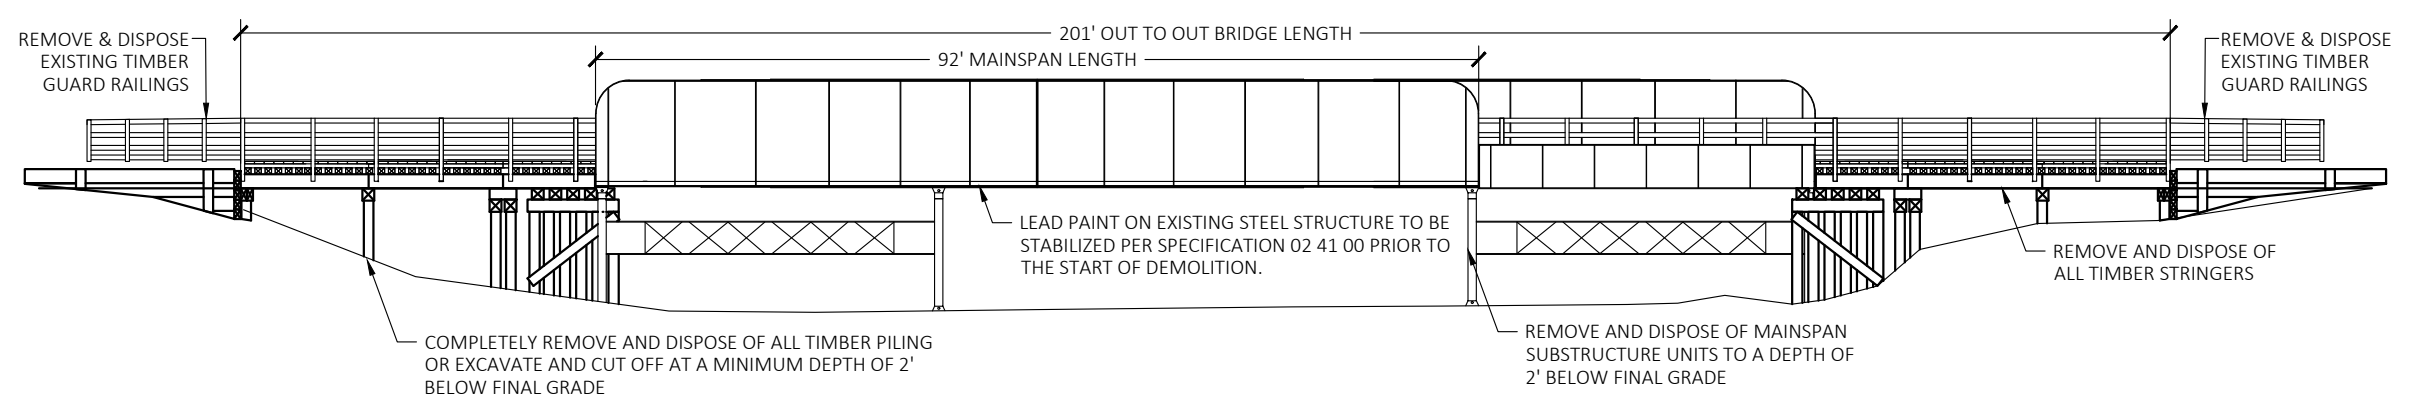 201' OUT TO OUT BRIDGE LENGTH
92' MAINSPAN LENGTH
REMOVE & DISPOSE
EXISTING TIMBER
GUARD RAILINGS
REMOVE & DISPOSE
EXISTING TIMBER
GUARD RAILINGS
LEAD PAINT ON EXISTING STEEL STRUCTURE TO BE
STABILIZED PER SPECIFICATION 02 41 00 PRIOR TO
THE START OF DEMOLITION.
REMOVE AND DISPOSE OF
ALL TIMBER STRINGERS
COMPLETELY REMOVE AND DISPOSE OF ALL TIMBER PILING
OR EXCAVATE AND CUT OFF AT A MINIMUM DEPTH OF 2'
BELOW FINAL GRADE
REMOVE AND DISPOSE OF MAINSPAN
SUBSTRUCTURE UNITS TO A DEPTH OF
2' BELOW FINAL GRADE